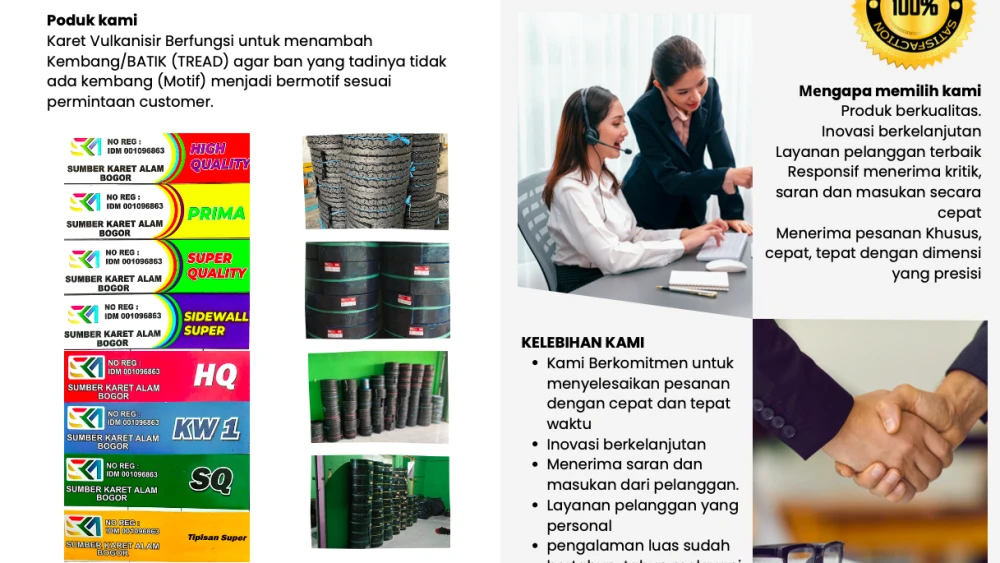 Poduk kami
Karet Vulkanisir Berfungsi untuk menambah
Kembang/BATIK (TREAD) agar ban yang tadinya tidak
ada kembang (Motif) menjadi bermotif sesuai
permintaan customer.
NO REG :
IDM 001096863
SUMBER KARET ALAM
BOGOR
HIGH
QUALITY
NO REG :
IDM 001096863
SUMBER KARET ALAM
BOGOR
PRIMA
NO REG :
IDM 001096863
SUMBER KARET ALAM
BOGOR
SUPER
QUALITY
NO REG :
IDM 001096863
SUMBER KARET ALAM
BOGOR
SIDEWALL
SUPER
NO REG :
IDM 001096863
SUMBER KARET ALAM
BOGOR
HQ
NO REG :
IDM 001096863
SUMBER KARET ALAM
BOGOR
KW 1
NO REG :
IDM 001096863
SUMBER KARET ALAM
BOGOR
SQ
NO REG :
IDM 001096863
SUMBER KARET ALAM
BOGOR
Tipisan Super
100%
SATISFACTION
Mengapa memilih kami
Produk berkualitas.
Inovasi berkelanjutan
Layanan pelanggan terbaik
Responsif menerima kritik,
saran dan masukan secara
cepat
Menerima pesanan Khusus,
cepat, tepat dengan dimensi
yang presisi
KELEBIHAN KAMI
• Kami Berkomitmen untuk
menyelesaikan pesanan
dengan cepat dan tepat
waktu
• Inovasi berkelanjutan
• Menerima saran dan
masukan dari pelanggan.
• Layanan pelanggan yang
personal
• pengalaman luas sudah